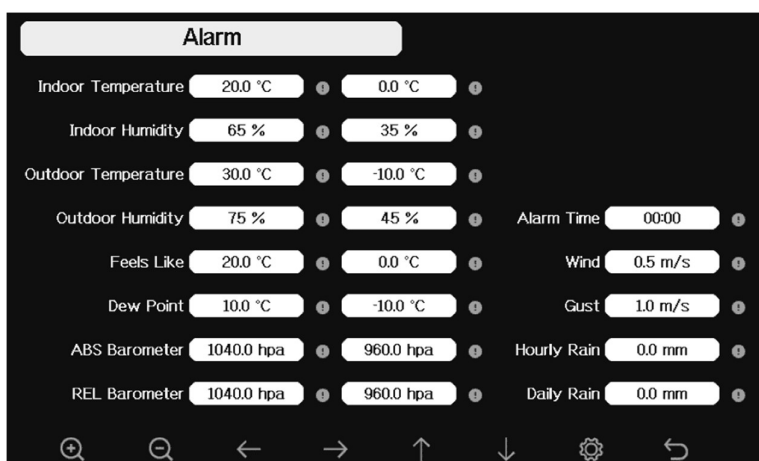 Alarm
Indoor Temperature 20.0 °C 0.0 °C
Indoor Humidity 65 % 35 %
Outdoor Temperature 30.0 °C -10.0 °C
Outdoor Humidity 75 % 45 % Alarm Time 00:00
Feels Like 20.0 °C 0.0 °C Wind 0.5 m/s
Dew Point 10.0 °C -10.0 °C Gust 1.0 m/s
ABS Barometer 1040.0 hpa 960.0 hpa Hourly Rain 0.0 mm
REL Barometer 1040.0 hpa 960.0 hpa Daily Rain 0.0 mm